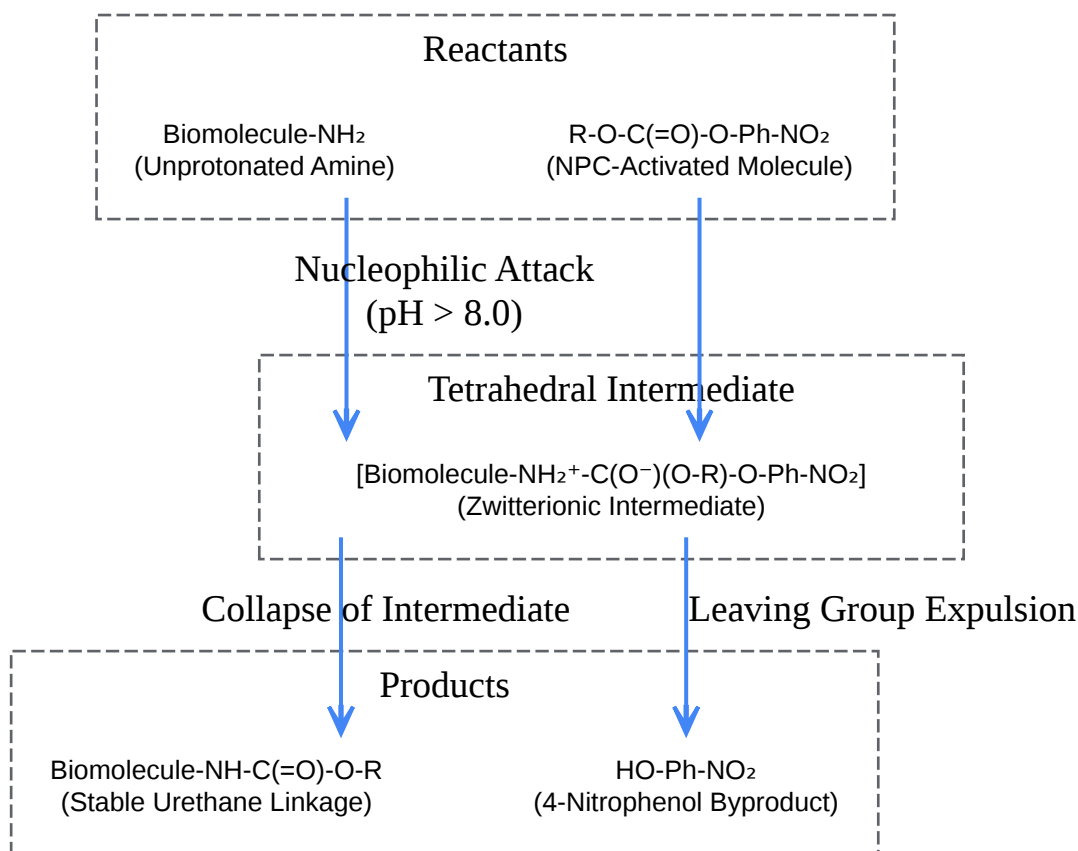 Reactants
Biomolecule-NH₂
(Unprotonated Amine)
R-O-C(=O)-O-Ph-NO₂
(NPC-Activated Molecule)
Nucleophilic Attack
(pH > 8.0)
Tetrahedral Intermediate
[Biomolecule-NH₂⁺-C(O⁻)(O-R)-O-Ph-NO₂]
(Zwitterionic Intermediate)
Collapse of Intermediate
Leaving Group Expulsion
Products
Biomolecule-NH-C(=O)-O-R
(Stable Urethane Linkage)
HO-Ph-NO₂
(4-Nitrophenol Byproduct)